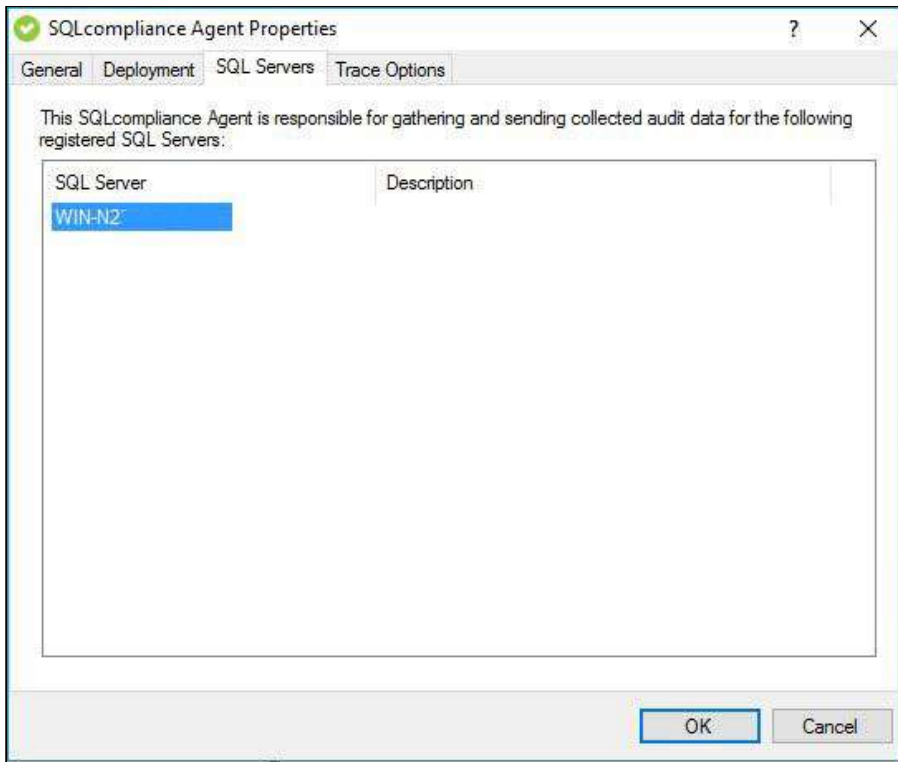 SQLcompliance Agent Properties
General Deployment SQL Servers Trace Options
This SQLcompliance Agent is responsible for gathering and sending collected audit data for the following
registered SQL Servers:
SQL Server Description
WIN-N2
OK Cancel